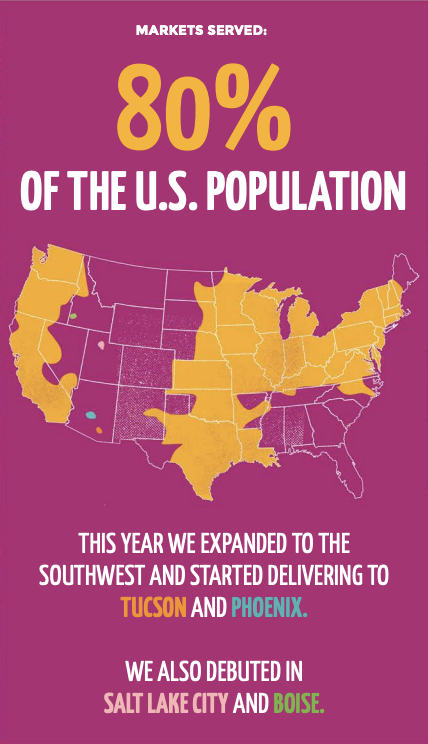 MARKETS SERVED:
80%
OF THE U.S. POPULATION
THIS YEAR WE EXPANDED TO THE
SOUTHWEST AND STARTED DELIVERING TO
TUCSON AND PHOENIX.
WE ALSO DEBUTED IN
SALT LAKE CITY AND BOISE.